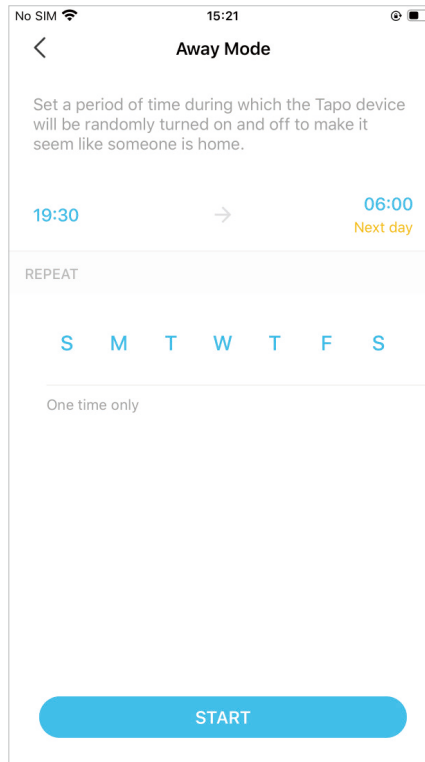 No SIM 15:21
Away Mode
Set a period of time during which the Tapo device
will be randomly turned on and off to make it
seem like someone is home.
19:30 → 06:00
Next day
REPEAT
S M T W T F S
One time only
START